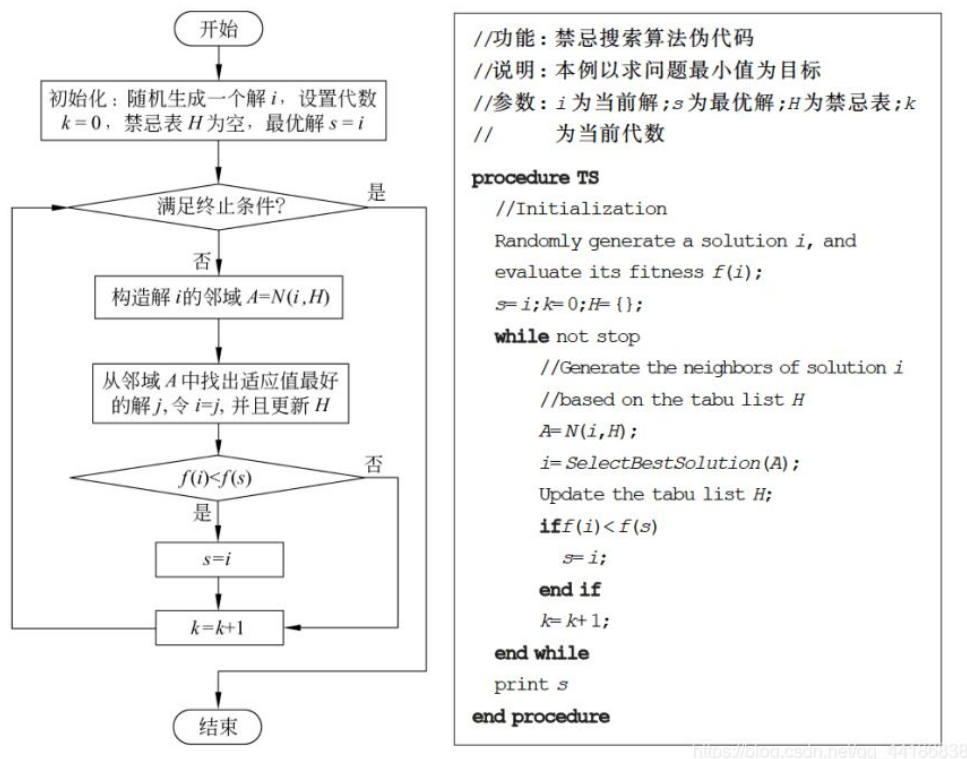 开始
初始化：随机生成一个解 i，设置代数
k = 0，禁忌表 H 为空，最优解 s = i
满足终止条件?
是
否
构造解 i的邻域 A=N(i,H)
从邻域 A 中找出适应值最好
的解 j,令 i=j, 并且更新 H
f(i)<f(s)
否
是
s=i
k=k+1
结束
//功能：禁忌搜索算法伪代码
//说明：本例以求问题最小值为目标
//参数：i 为当前解;s 为最优解;H 为禁忌表;k
// 为当前代数
procedure TS
//Initialization
Randomly generate a solution i, and
evaluate its fitness f(i);
s=i;k=0;H={};
while not stop
//Generate the neighbors of solution i
//based on the tabu list H
A=N(i,H);
i=SelectBestSolution(A);
Update the tabu list H;
iff(i)<f(s)
s=i;
end if
k=k+1;
end while
print s
end procedure
https://blog.csdn.net/qq_44186838